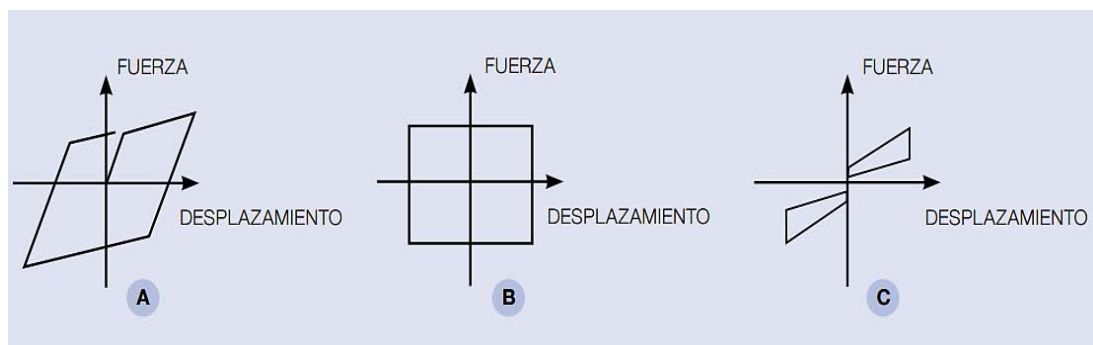 FUERZA
DESPLAZAMIENTO
A
FUERZA
DESPLAZAMIENTO
B
FUERZA
DESPLAZAMIENTO
C